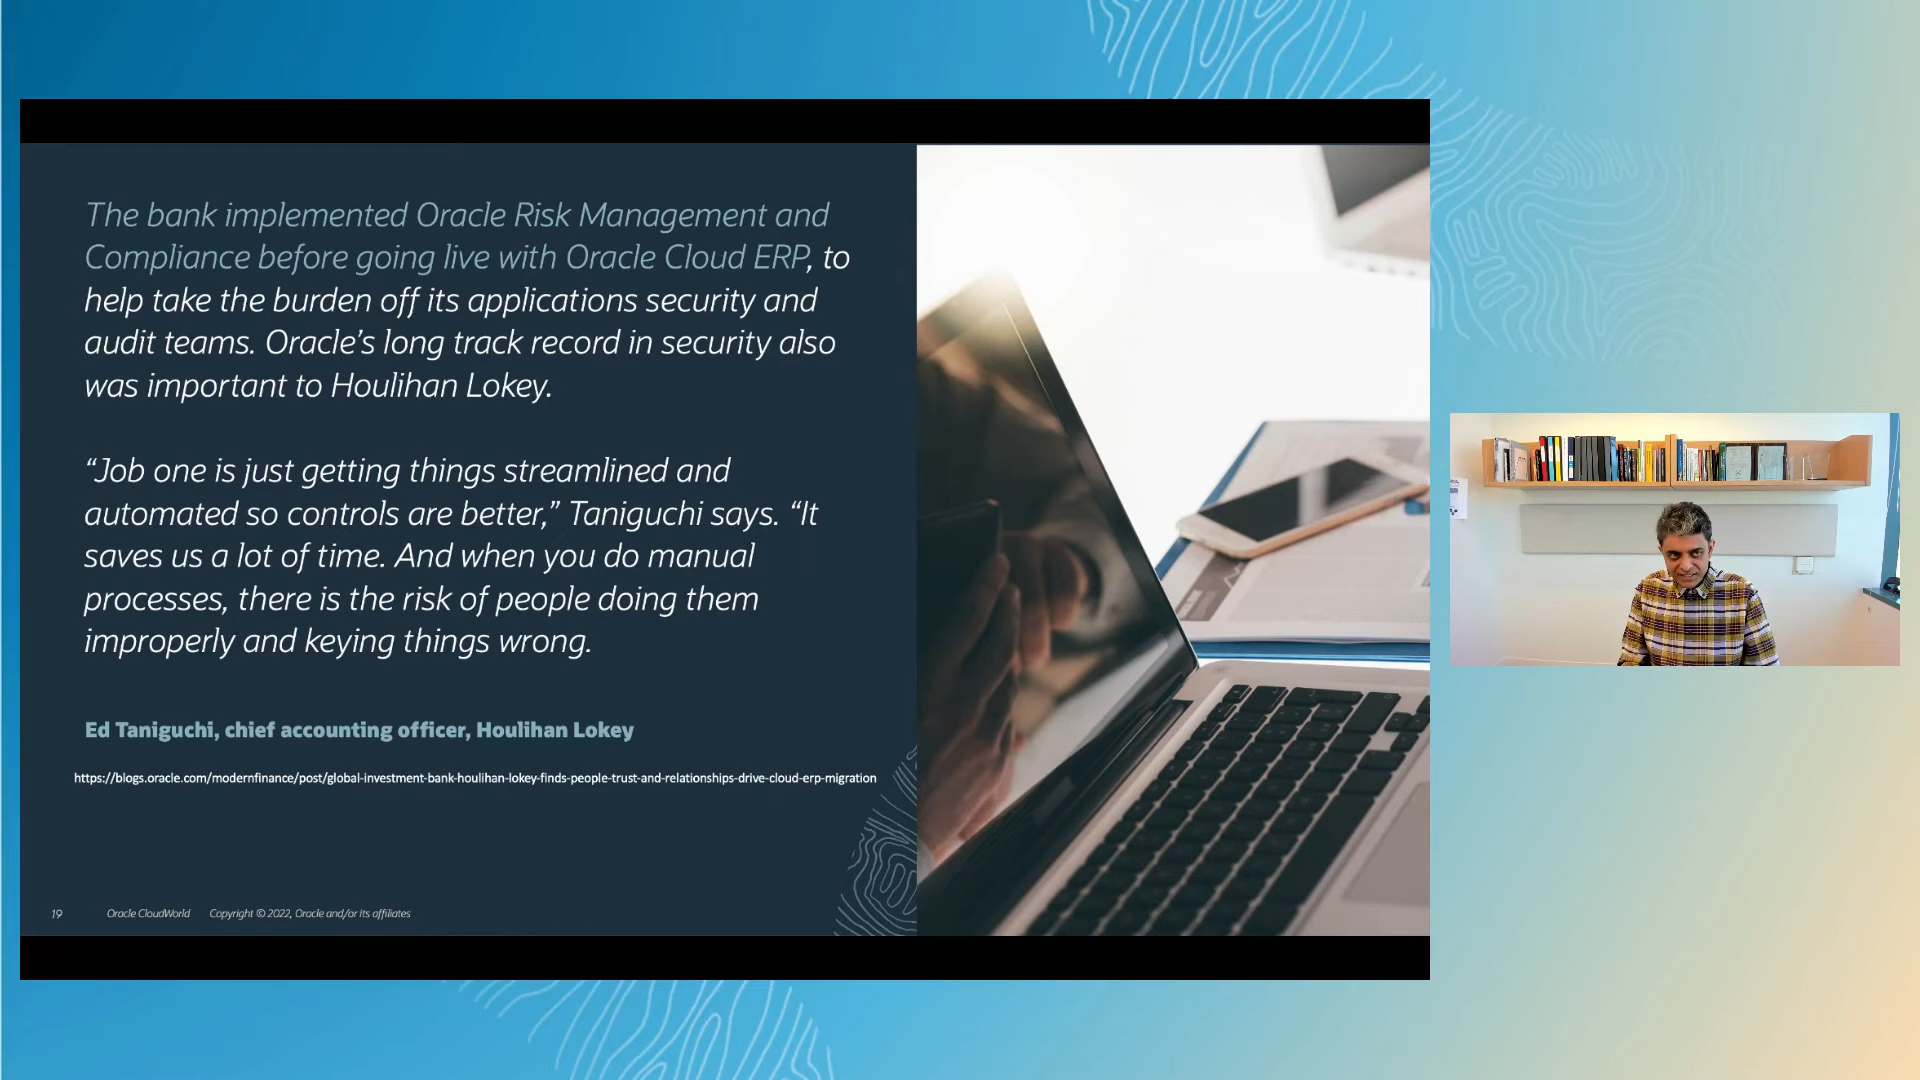 The bank implemented Oracle Risk Management and
Compliance before going live with Oracle Cloud ERP, to
help take the burden off its applications security and
audit teams. Oracle’s long track record in security also
was important to Houlihan Lokey.
“Job one is just getting things streamlined and
automated so controls are better,” Taniguchi says. “It
saves us a lot of time. And when you do manual
processes, there is the risk of people doing them
improperly and keying things wrong.
Ed Taniguchi, chief accounting officer, Houlihan Lokey
https://blogs.oracle.com/modernfinance/post/global-investment-bank-houlihan-lokey-finds-people-trust-and-relationships-drive-cloud-erp-migration
19 Oracle CloudWorld Copyright © 2022, Oracle and/or its affiliates